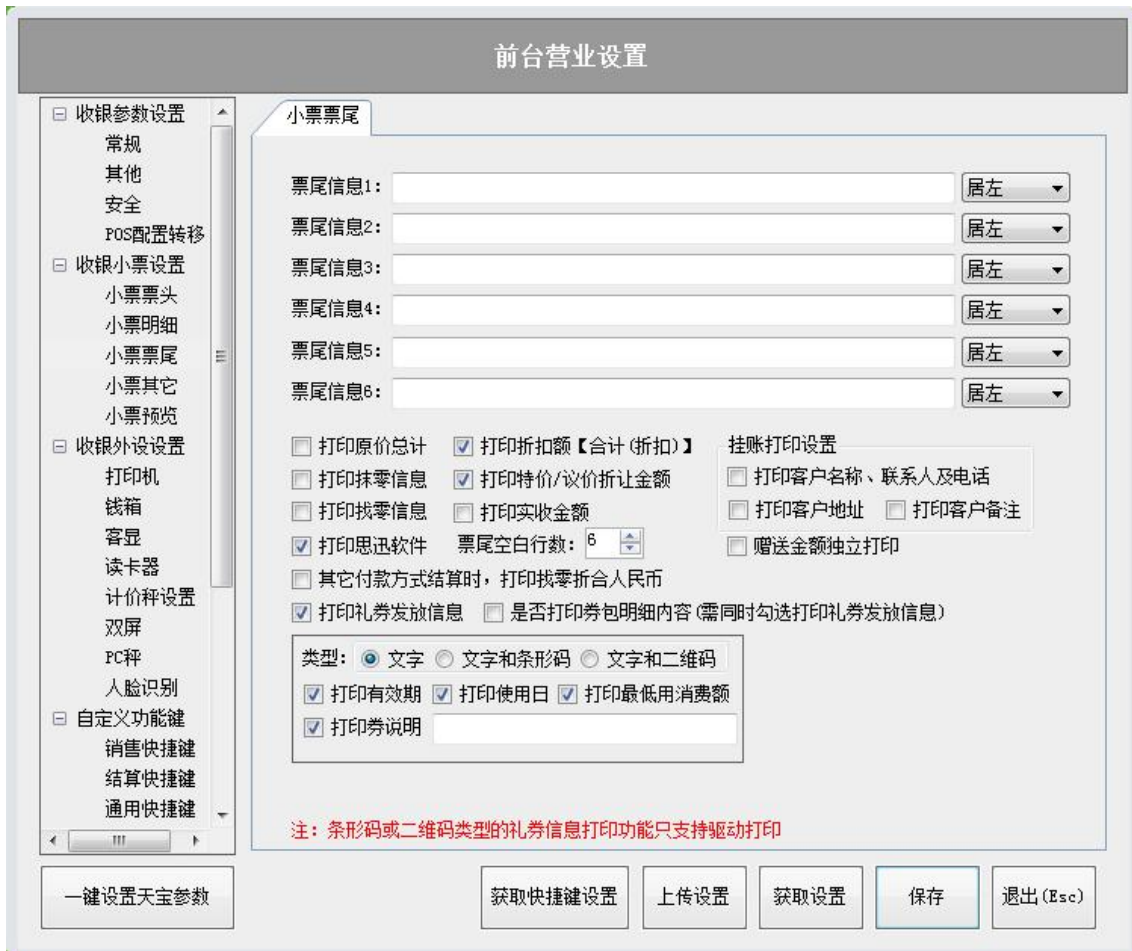 前台营业设置
收银参数设置
常规
其他
安全
POS配置转移
收银小票设置
小票票头
小票明细
小票票尾
小票其它
小票预览
收银外设设置
打印机
钱箱
客显
读卡器
计价秤设置
双屏
PC秤
人脸识别
自定义功能键
销售快捷键
结算快捷键
通用快捷键
一键设置天宝参数
小票票尾
票尾信息1: 居左
票尾信息2: 居左
票尾信息3: 居左
票尾信息4: 居左
票尾信息5: 居左
票尾信息6: 居左
打印原价总计 打印折扣额【合计(折扣)】 挂账打印设置
打印抹零信息 打印特价/议价折让金额 打印客户名称、联系人及电话
打印找零信息 打印实收金额 打印客户地址 打印客户备注
打印思迅软件 票尾空白行数: 6 赠送金额独立打印
其它付款方式结算时，打印找零折合人民币
打印礼券发放信息 是否打印券包明细内容(需同时勾选打印礼券发放信息)
类型: 文字 文字和条形码 文字和二维码
打印有效期 打印使用日 打印最低用消费额
打印券说明
注: 条形码或二维码类型的礼券信息打印功能只支持驱动打印
获取快捷键设置 上传设置 获取设置 保存 退出(Esc)